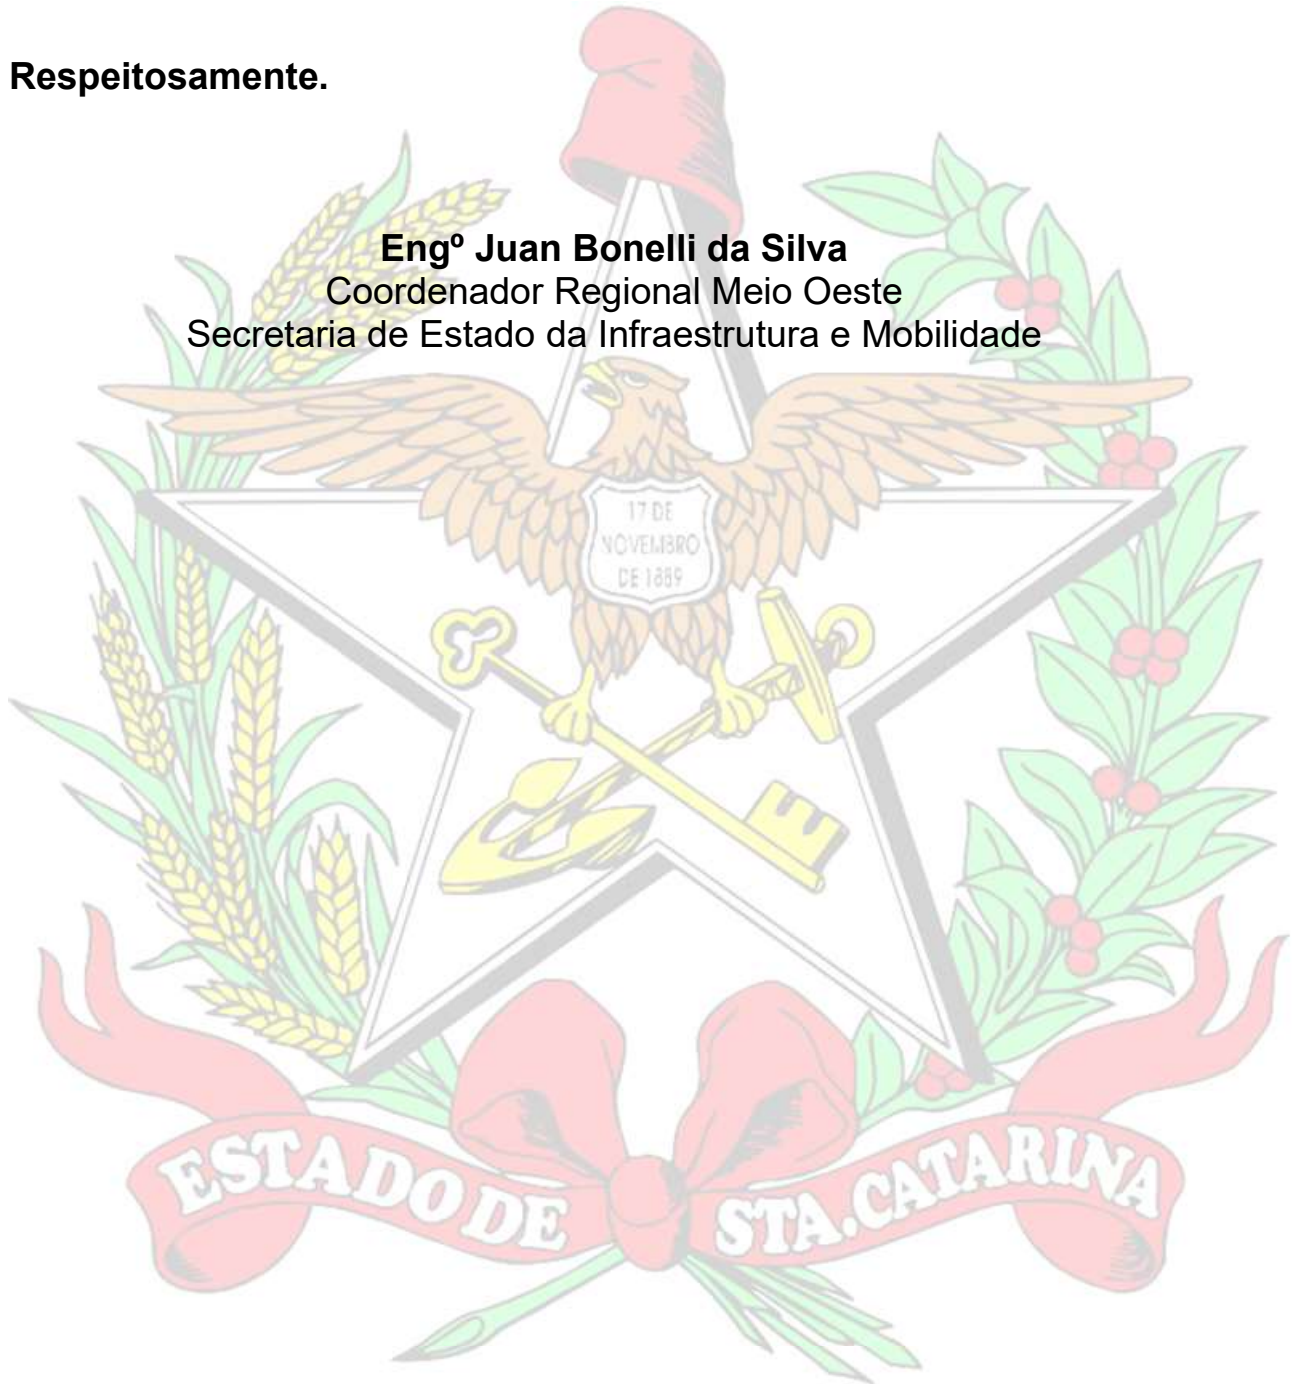 Respeitosamente.
Engº Juan Bonelli da Silva
Coordenador Regional Meio Oeste
Secretaria de Estado da Infraestrutura e Mobilidade
17 DE
NOVEMBRO
DE 1889
ESTADO DE STA. CATARINA